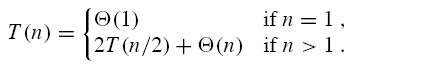 T(n) = { Θ(1) if n = 1 ,
2T(n/2) + Θ(n) if n > 1 .